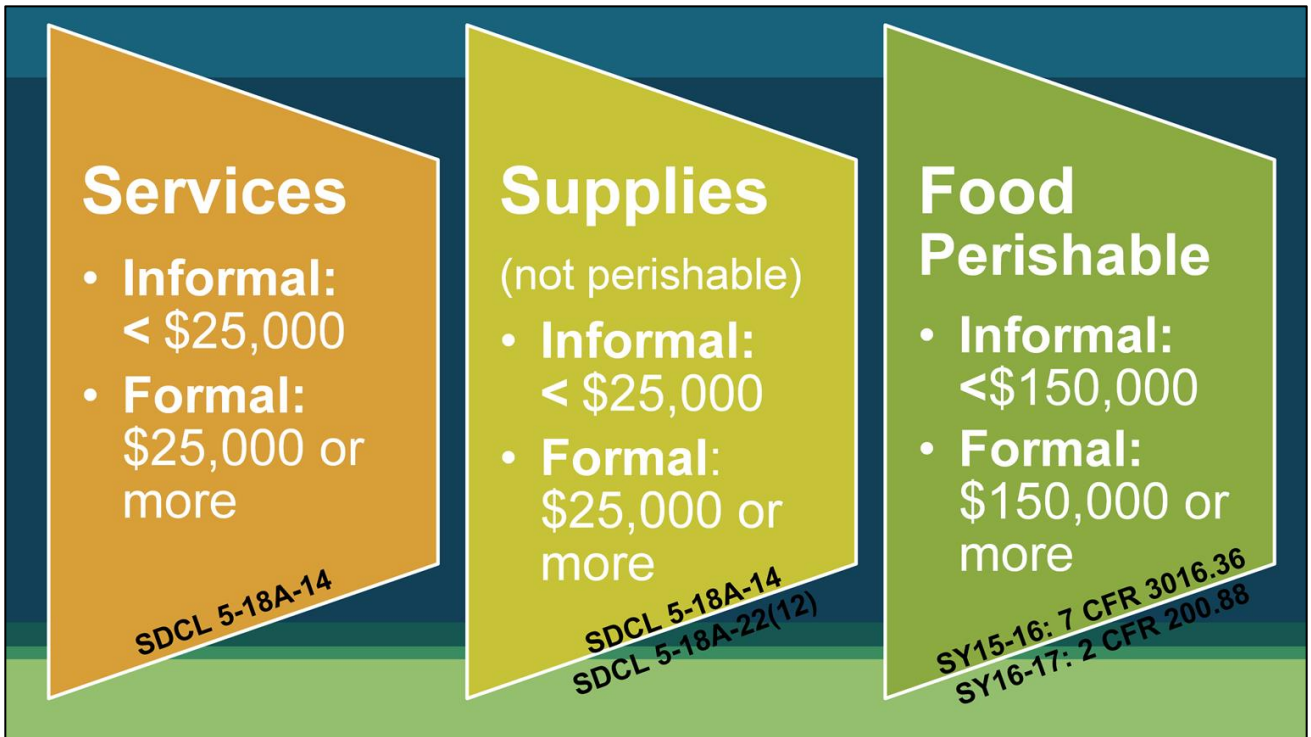 Services
• Informal:
< $25,000
• Formal:
$25,000 or
more
SDCL 5-18A-14
Supplies
(not perishable)
• Informal:
< $25,000
• Formal:
$25,000 or
more
SDCL 5-18A-14
SDCL 5-18A-22(12)
Food
Perishable
• Informal:
<$150,000
• Formal:
$150,000 or
more
SY15-16: 7 CFR 3016.36
SY16-17: 2 CFR 200.88